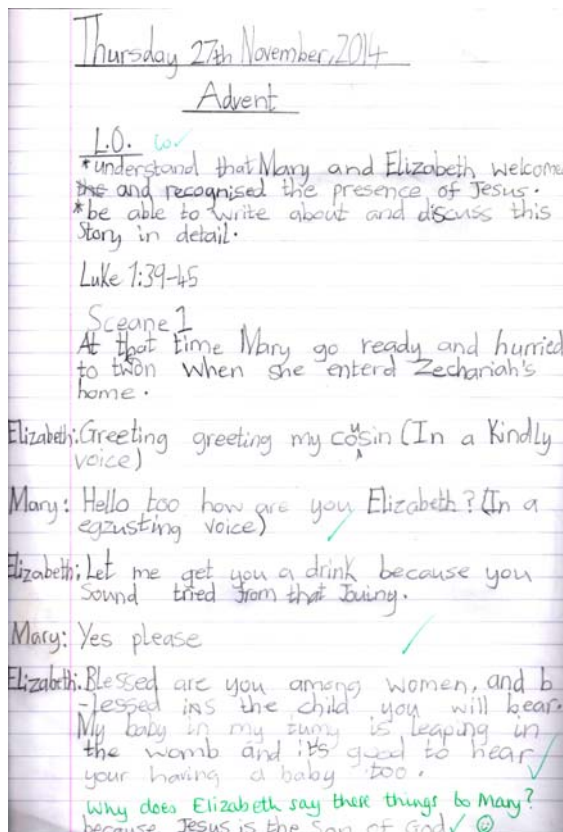 Thursday 27th November, 2014
Advent
L.O.
*understand that Mary and Elizabeth welcome
the and recognised the presence of Jesus.
*be able to write about and discuss this
Story in detail.
Luke 1:39-45
Sceane 1
At that time Mary go ready and hurried
to twon when she enterd Zechariah's
home.
Elizabeth: Greeting greeting my cousin (In a Kindly
voice)
Mary: Hello too how are you Elizabeth? (In a
egzusting voice)
Elizabeth: Let me get you a drink because you
Sound tried from that Jouing.
Mary: Yes please
Elizabeth: Blessed are you among women, and b
-lessed ins the child you will bear.
My baby in my tumy is leaping in
the womb and it's good to hear
your having a baby too.
Why does Elizabeth say these things to Mary?
because Jesus is the Son of God